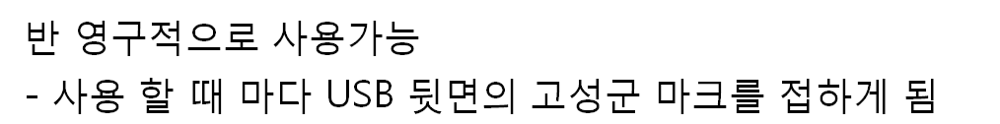 반 영구적으로 사용가능
- 사용 할 때 마다 USB 뒷면의 고성군 마크를 접하게 됨